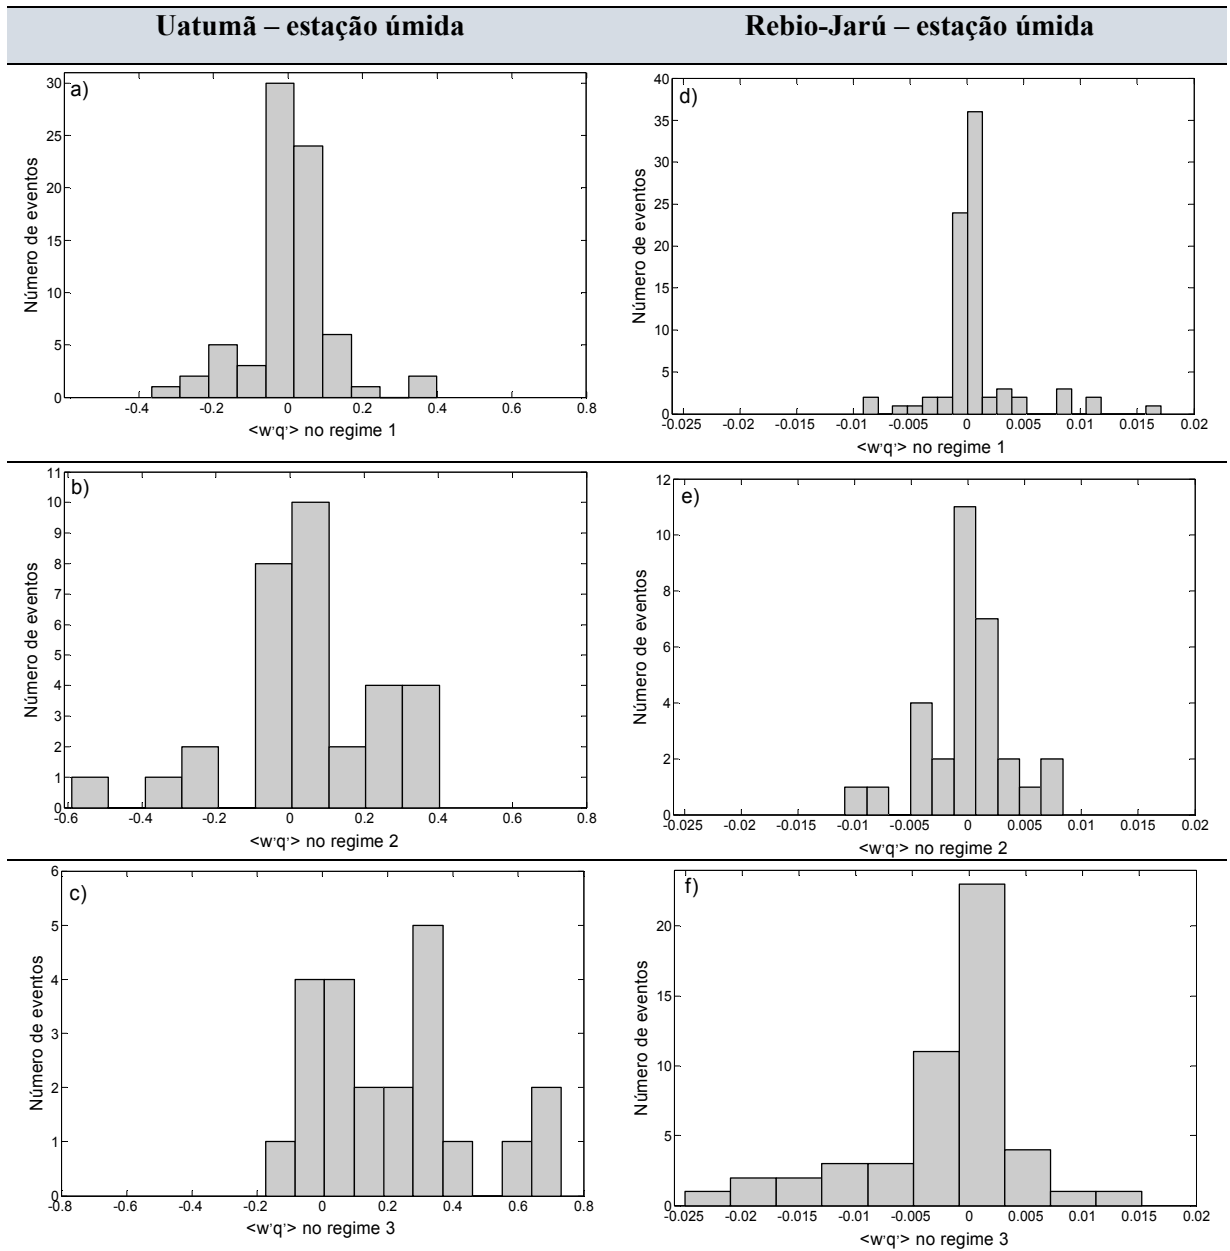 Uatumã – estação úmida
Rebio-Jarú – estação úmida
a)
Número de eventos
30
25
20
15
10
5
0
-0.4 -0.2 0 0.2 0.4 0.6 0.8
<w'q'> no regime 1
d)
Número de eventos
40
35
30
25
20
15
10
5
0
-0.025 -0.02 -0.015 -0.01 -0.005 0 0.005 0.01 0.015 0.02
<w'q'> no regime 1
b)
Número de eventos
11
10
9
8
7
6
5
4
3
2
1
0
-0.6 -0.4 -0.2 0 0.2 0.4 0.6 0.8
<w'q'> no regime 2
e)
Número de eventos
12
10
8
6
4
2
0
-0.025 -0.02 -0.015 -0.01 -0.005 0 0.005 0.01 0.015 0.02
<w'q'> no regime 2
c)
Número de eventos
6
5
4
3
2
1
0
-0.8 -0.6 -0.4 -0.2 0 0.2 0.4 0.6 0.8
<w'q'> no regime 3
f)
Número de eventos
20
15
10
5
0
-0.025 -0.02 -0.015 -0.01 -0.005 0 0.005 0.01 0.015 0.02
<w'q'> no regime 3